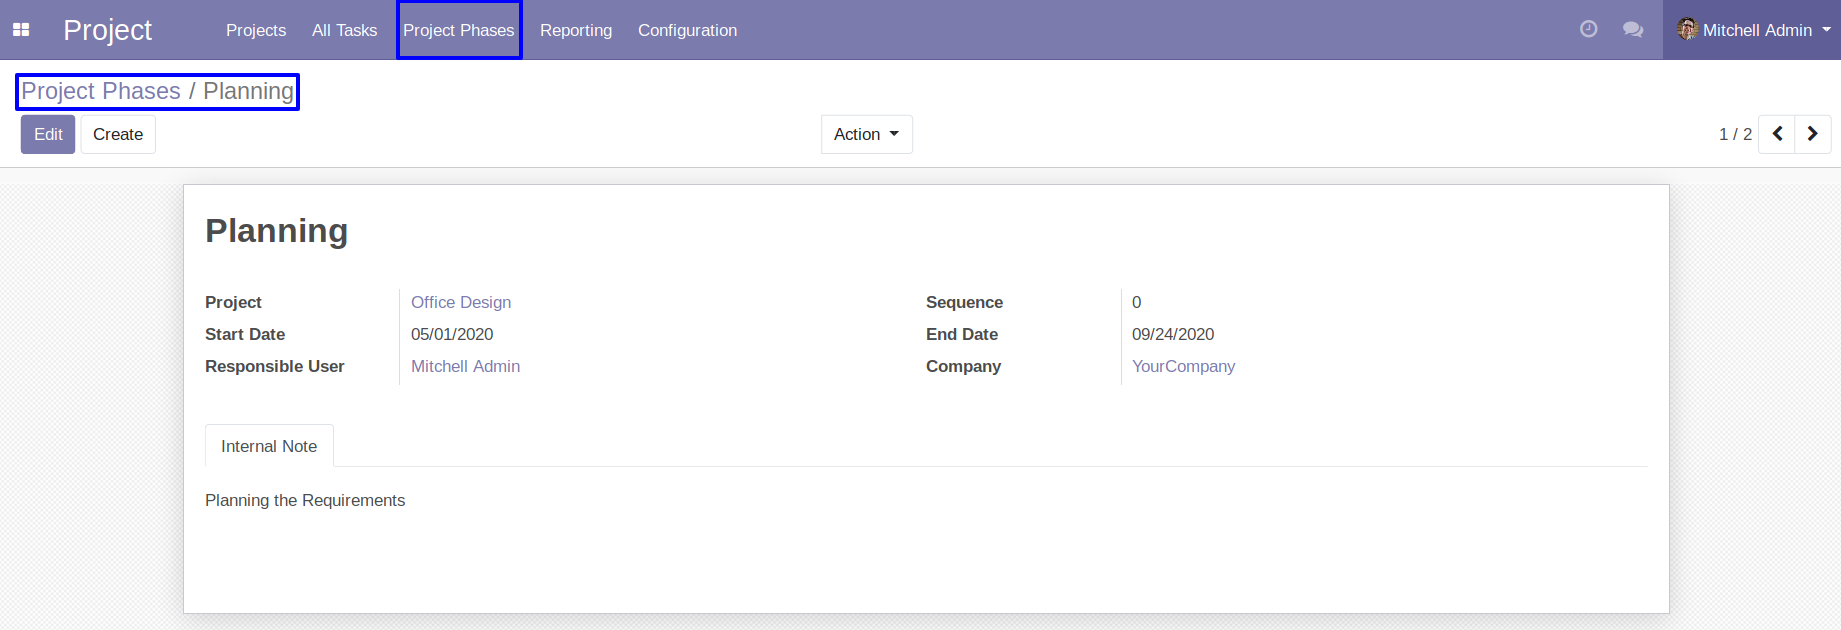 Project Projects All Tasks Project Phases Reporting Configuration Mitchell Admin
Project Phases / Planning
Edit Create Action 1 / 2
Planning
Project Office Design Sequence 0
Start Date 05/01/2020 End Date 09/24/2020
Responsible User Mitchell Admin Company YourCompany
Internal Note
Planning the Requirements